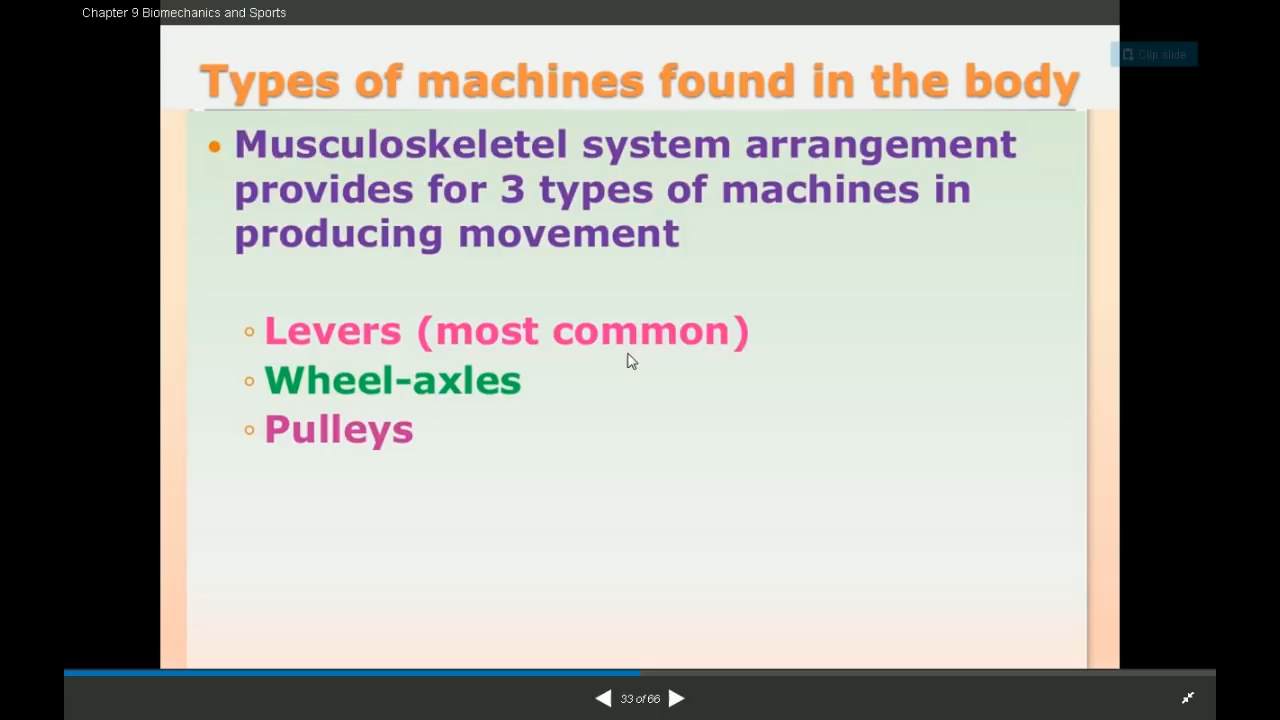 Chapter 9 Biomechanics and Sports
Clip slide
Types of machines found in the body
• Musculoskeletel system arrangement
provides for 3 types of machines in
producing movement
◦ Levers (most common)
◦ Wheel-axles
◦ Pulleys
33 of 66